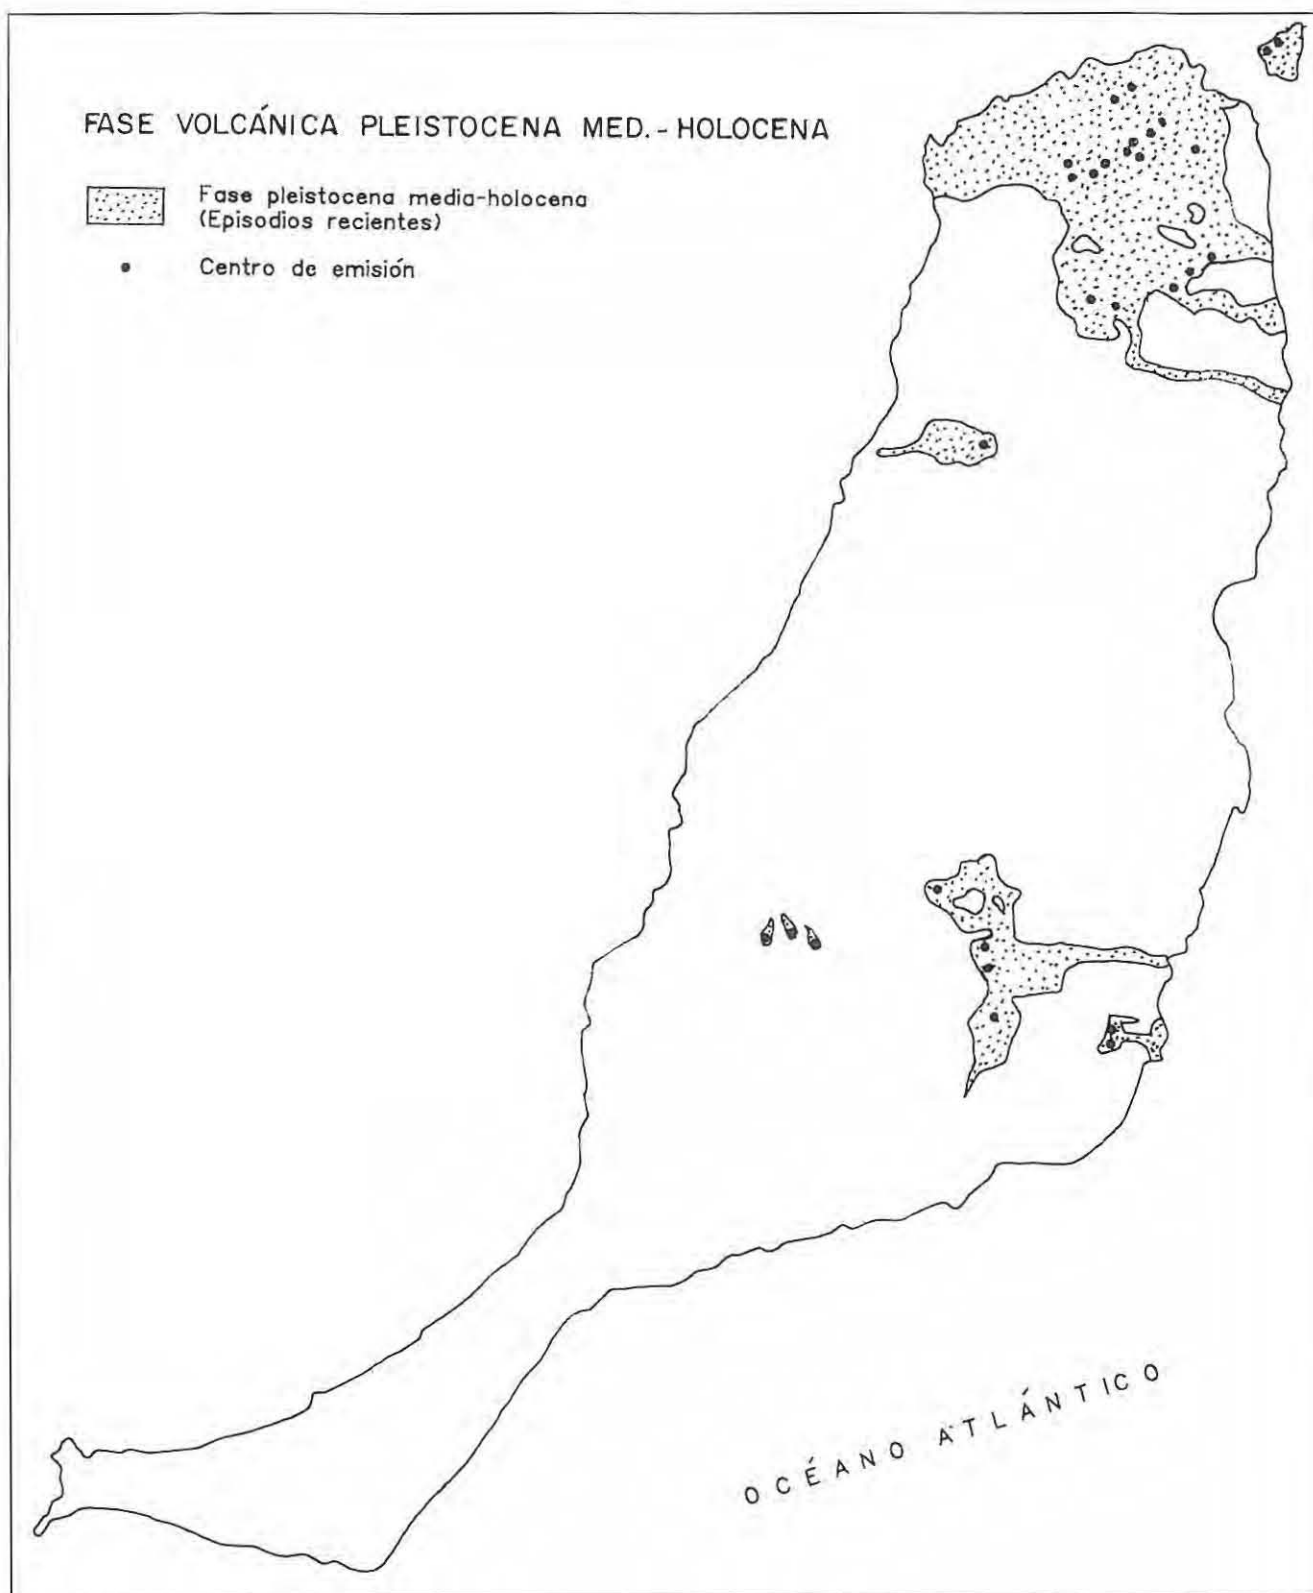 FASE VOLCÁNICA PLEISTOCENA MED.-HOLOCENA
Fase pleistocena media-holocena
(Episodios recientes)
Centro de emisión
OCÉANO ATLÁNTICO